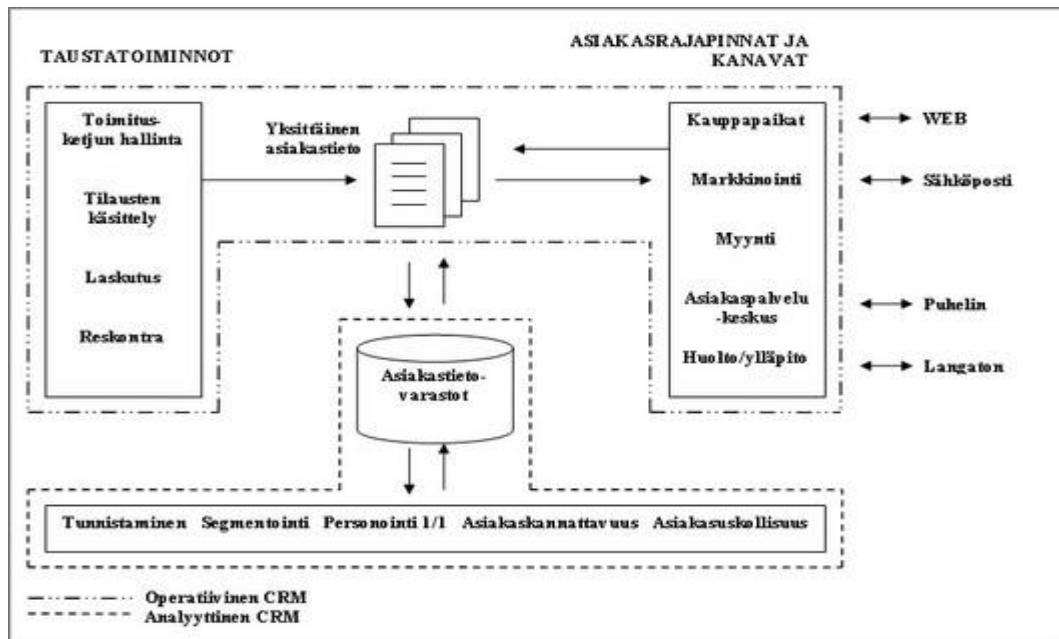 TAUSTATOIMINNOT
ASIAKASRAJAPINNAT JA
KANAVAT
Toimitus-
ketjun hallinta
Tilausten
käsittely
Laskutus
Reskontra
Yksittäinen
asiakastieto
Kauppapaikat
Markkinointi
Myynti
Asiakaspalvelu
-keskus
Huolto/ylläpito
WEB
Sähköposti
Puhelin
Langaton
Asiakastieto-
varastot
Tunnistaminen Segmentointi Personointi 1/1 Asiakaskannattavuus Asiakasuskollisuus
Operatiivinen CRM
Analyyttinen CRM